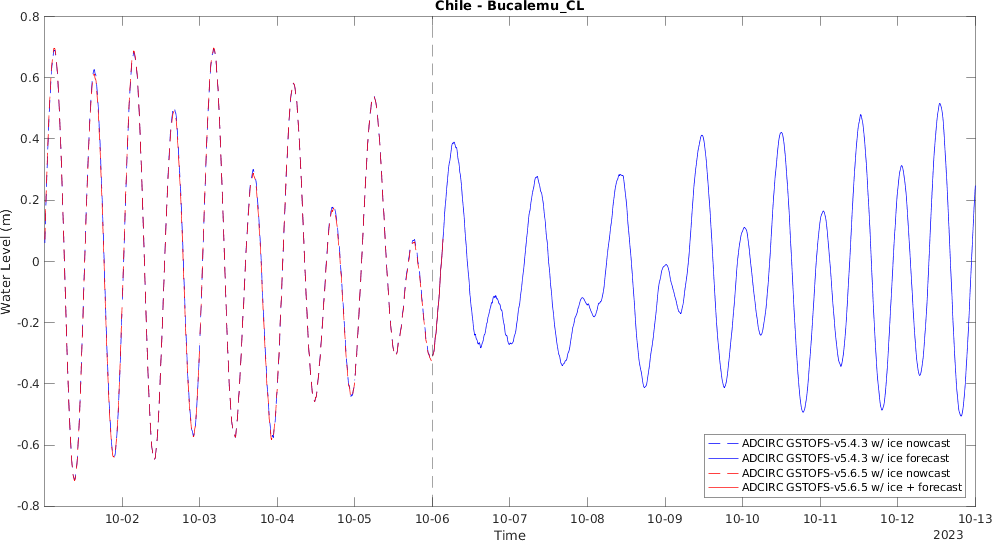 Chile - Bucalemu_CL
0.8
0.6
0.4
0.2
0
-0.2
-0.4
-0.6
-0.8
Water Level (m)
10-02 10-03 10-04 10-05 10-06 10-07 10-08 10-09 10-10 10-11 10-12 10-13
Time
2023
ADCIRC GSTOFS-v5.4.3 w/ ice nowcast
ADCIRC GSTOFS-v5.4.3 w/ ice forecast
ADCIRC GSTOFS-v5.6.5 w/ ice nowcast
ADCIRC GSTOFS-v5.6.5 w/ ice + forecast